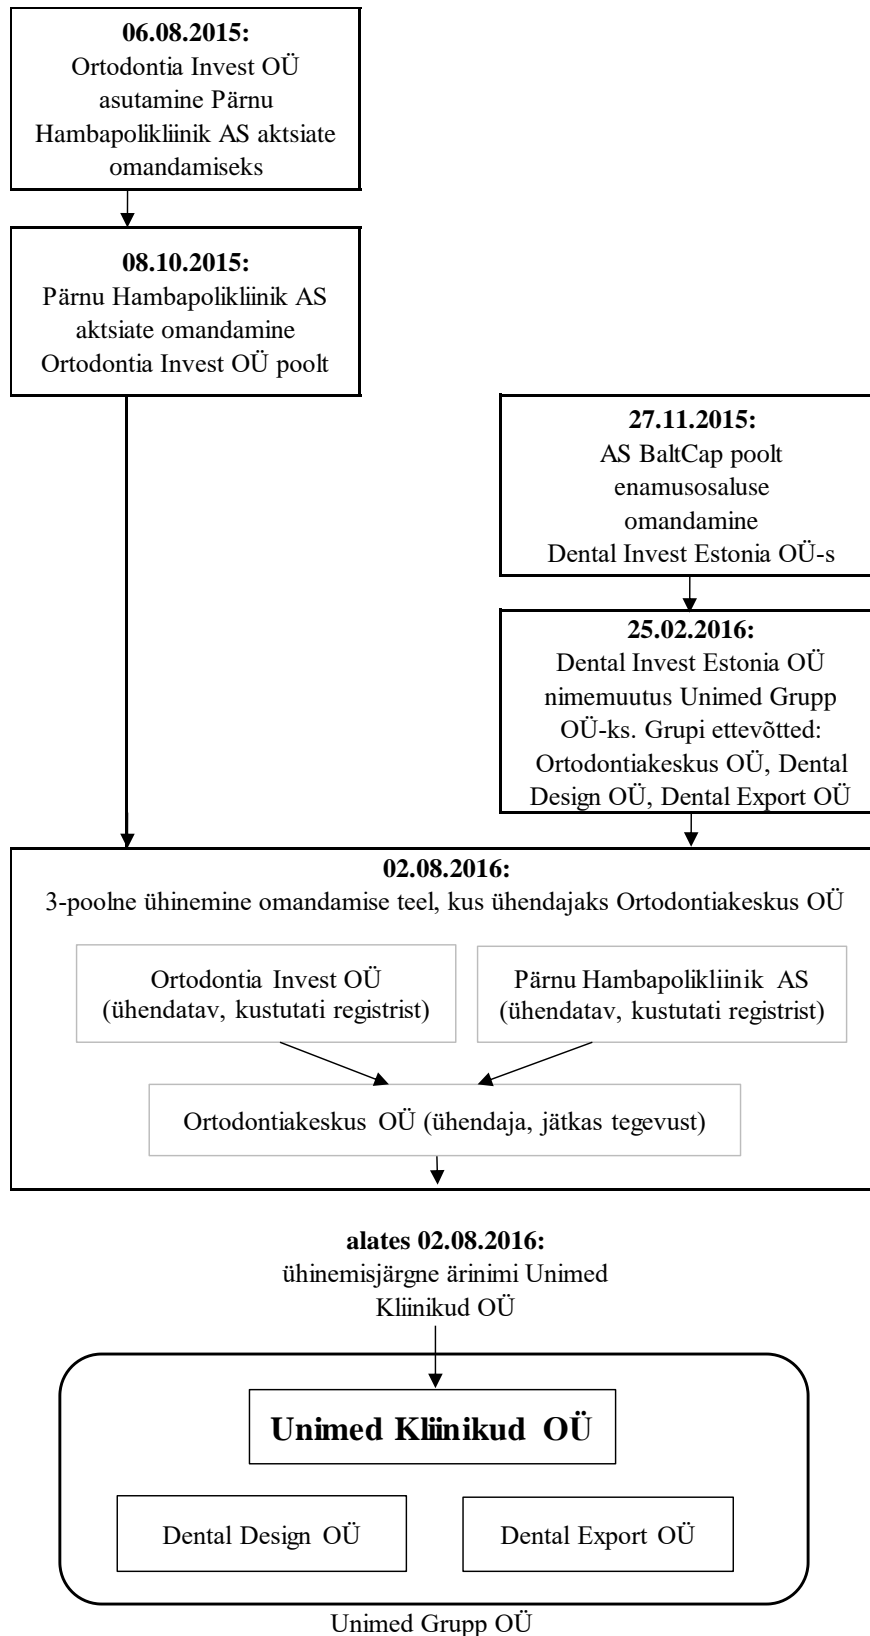 06.08.2015:
Ortodontia Invest OÜ
asutamine Pärnu
Hambapolikliinik AS aktsiate
omandamiseks
08.10.2015:
Pärnu Hambapolikliinik AS
aktsiate omandamine
Ortodontia Invest OÜ poolt
27.11.2015:
AS BaltCap poolt
enamusosaluse
omandamine
Dental Invest Estonia OÜ-s
25.02.2016:
Dental Invest Estonia OÜ
nimemuutus Unimed Grupp
OÜ-ks. Grupi ettevõtted:
Ortodontiakeskus OÜ, Dental
Design OÜ, Dental Export OÜ
02.08.2016:
3-poolne ühinemine omandamise teel, kus ühendajaks Ortodontiakeskus OÜ
Ortodontia Invest OÜ
(ühendatav, kustutati registrist)
Pärnu Hambapolikliinik AS
(ühendatav, kustutati registrist)
Ortodontiakeskus OÜ (ühendaja, jätkas tegevust)
alates 02.08.2016:
ühinemisjärgne ärinimi Unimed
Kliinikud OÜ
Unimed Kliinikud OÜ
Dental Design OÜ
Dental Export OÜ
Unimed Grupp OÜ